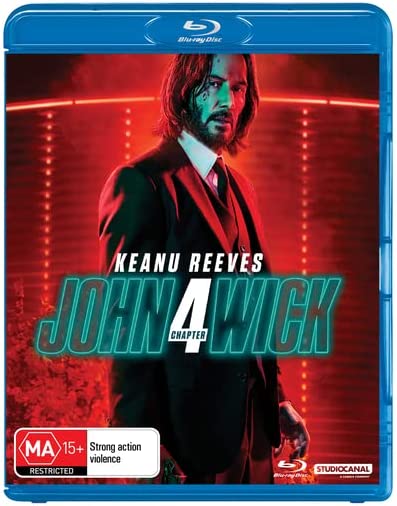 Blu-ray Disc
KEANU REEVES
JOHN 4 WICK
CHAPTER
MA 15+
RESTRICTED
Strong action
violence
Blu-ray Disc
STUDIOCANAL